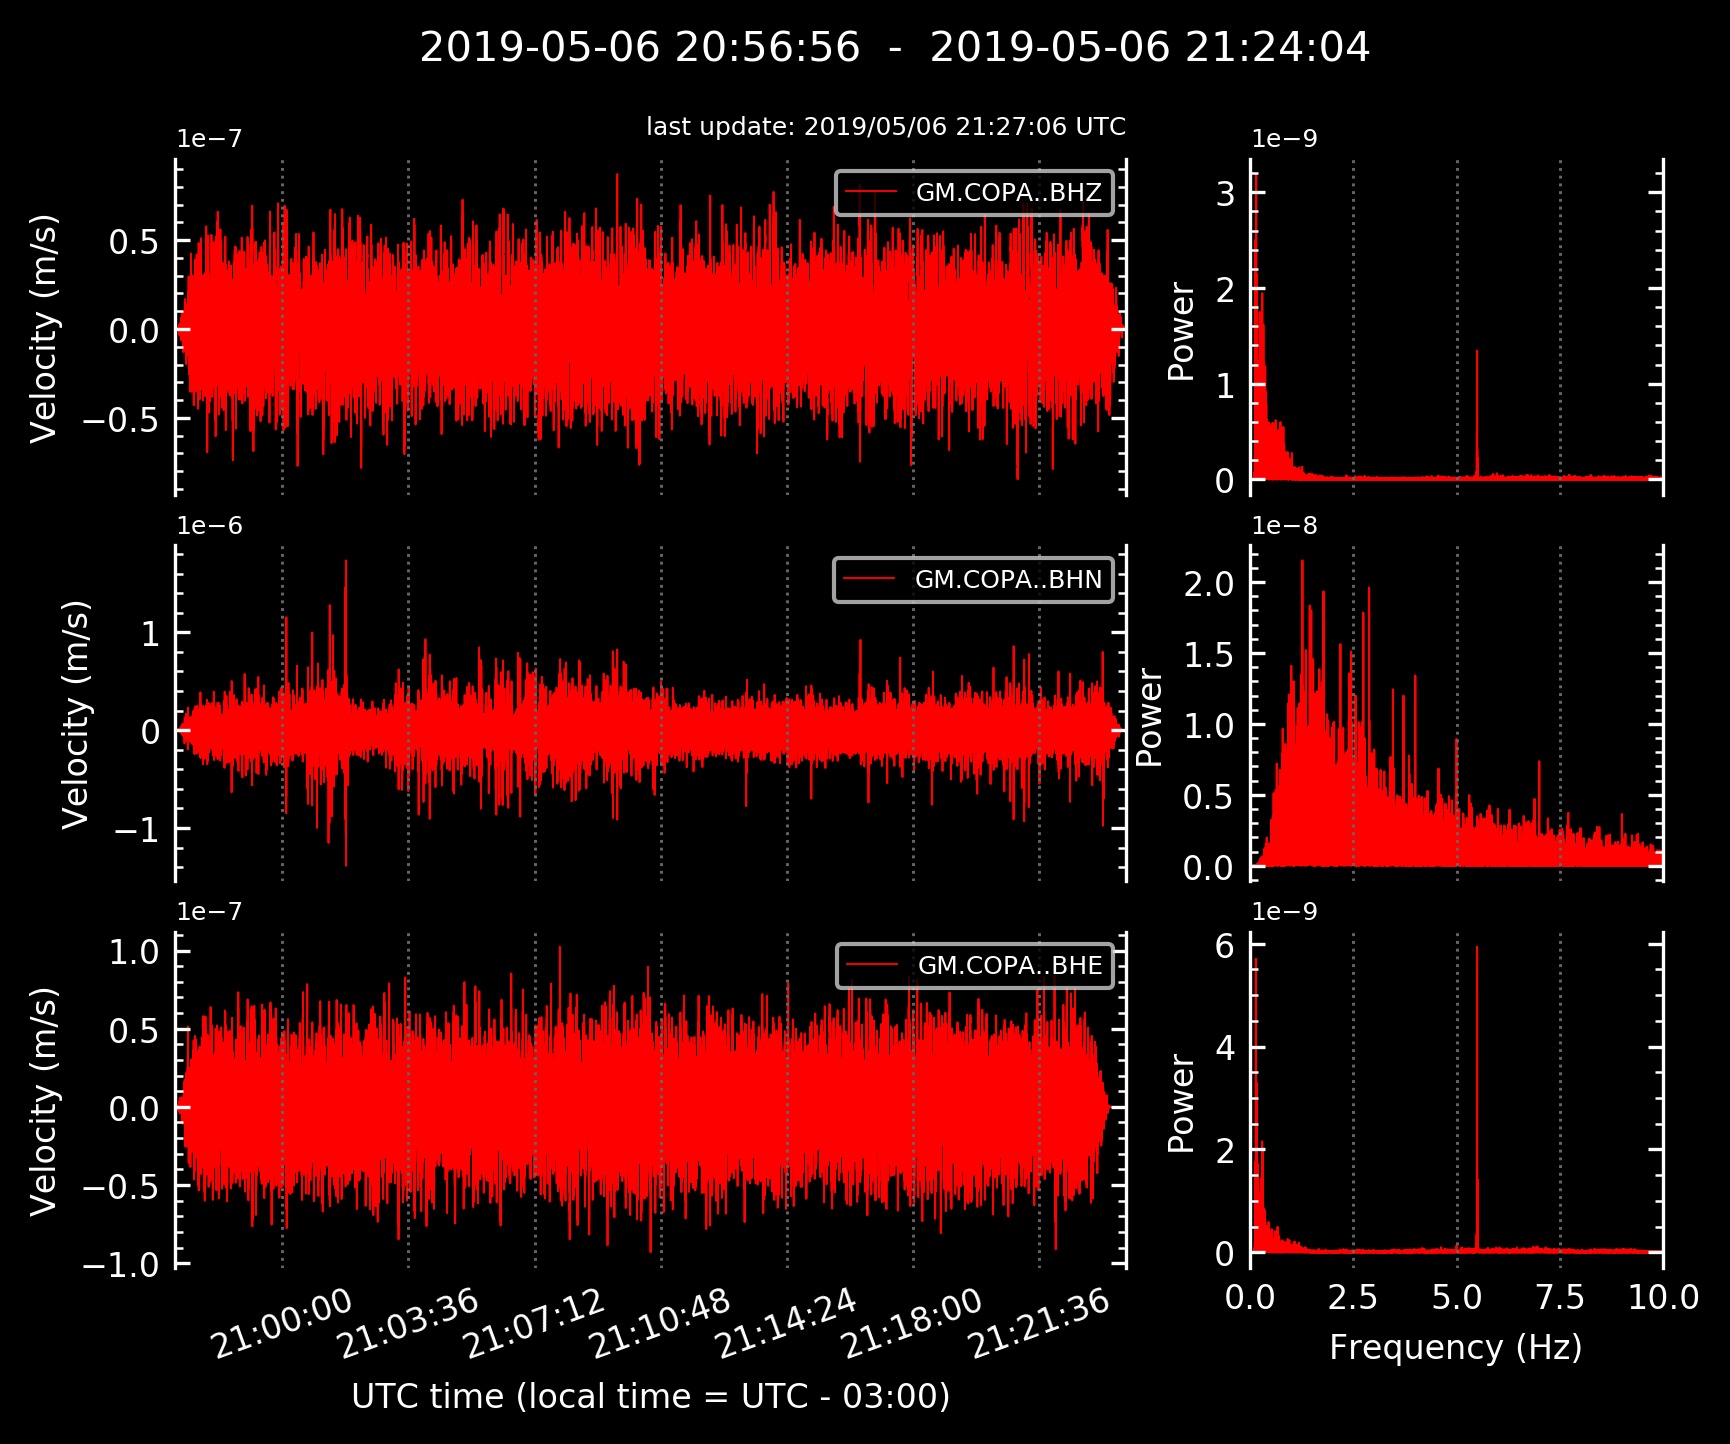 2019-05-06 20:56:56 - 2019-05-06 21:24:04
last update: 2019/05/06 21:27:06 UTC
1e−7
GM.COPA..BHZ
Velocity (m/s)
0.5
0.0
−0.5
1e−9
Power
3
2
1
0
1e−6
GM.COPA..BHN
Velocity (m/s)
1
0
−1
1e−8
Power
2.0
1.5
1.0
0.5
0.0
1e−7
GM.COPA..BHE
Velocity (m/s)
1.0
0.5
0.0
−0.5
−1.0
1e−9
Power
6
4
2
0
21:00:00 21:03:36 21:07:12 21:10:48 21:14:24 21:18:00 21:21:36
UTC time (local time = UTC - 03:00)
0.0 2.5 5.0 7.5 10.0
Frequency (Hz)